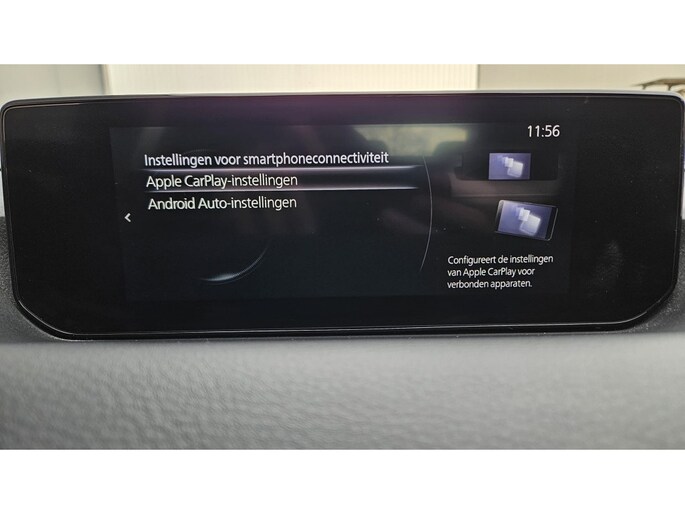 11:56
Instellingen voor smartphoneconnectiviteit
Apple CarPlay-instellingen
Android Auto-instellingen
Configureert de instellingen
van Apple CarPlay voor
verbonden apparaten.